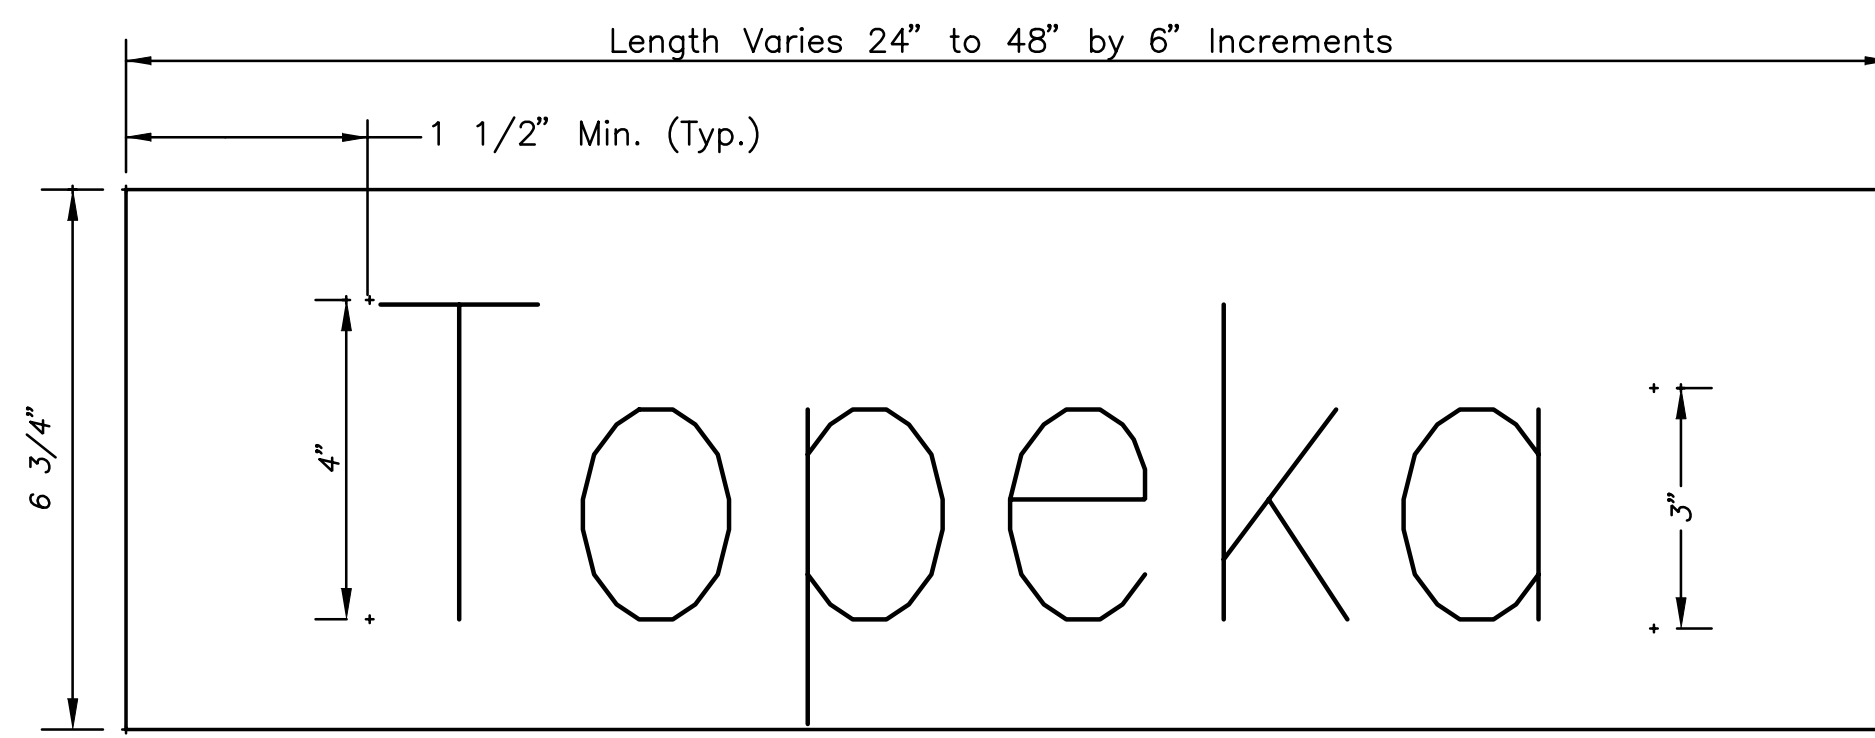 Length Varies 24” to 48” by 6” Increments
1 1/2” Min. (Typ.)
6 3/4”
4”
Topeka
3”